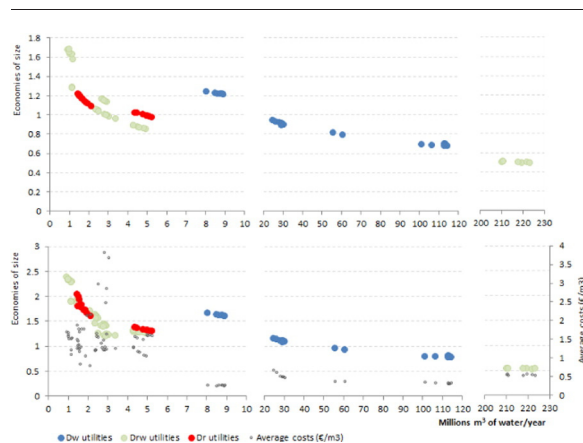 Economies of size
1.8
1.6
1.4
1.2
1
0.8
0.6
0.4
0.2
0
0 1 2 3 4 5 6 7 8 9 10
20 30 40 50 60 70 80 90 100 110 120
200 210 220 230
Economies of size
3
2.5
2
1.5
1
0.5
0
4
3.5
3
2.5
2
1.5
1
0.5
0
Average costs (€/m3)
0 1 2 3 4 5 6 7 8 9 10
20 30 40 50 60 70 80 90 100 110 120
200 210 220 230
Millions m³ of water/year
Dw utilities Drw utilities Dr utilities Average costs (€/m3)